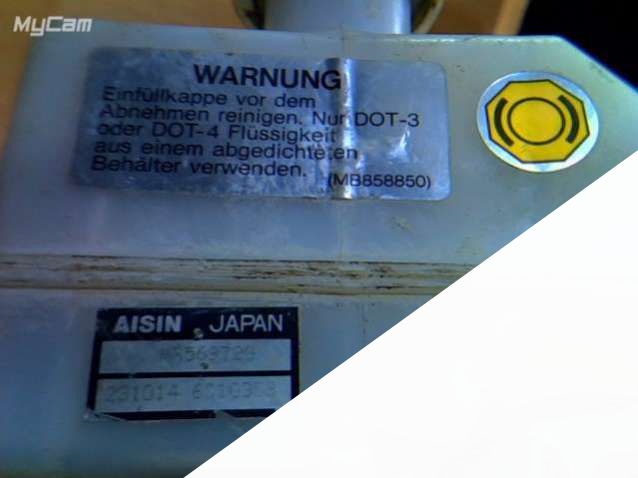 MyCam
WARNUNG
Einfüllkappe vor dem
Abnehmen reinigen. Nur DOT-3
oder DOT-4 Flüssigkeit
aus einem abgedichteten
Behälter verwenden.
(MB858850)
AISIN JAPAN
231014